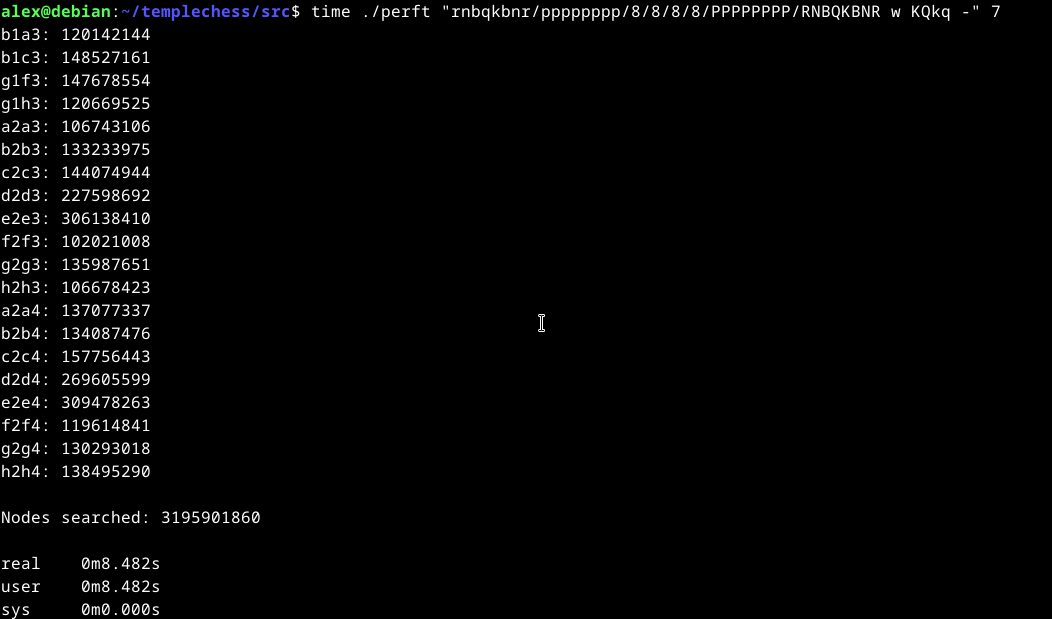 alex@debian:~/templechess/src$ time ./perft "rnbqkbnr/pppppppp/8/8/8/8/PPPPPPPP/RNBQKBNR w KQkq -" 7
b1a3: 120142144
b1c3: 148527161
g1f3: 147678554
g1h3: 120669525
a2a3: 106743106
b2b3: 133233975
c2c3: 144074944
d2d3: 227598692
e2e3: 306138410
f2f3: 102021008
g2g3: 135987651
h2h3: 106678423
a2a4: 137077337
b2b4: 134087476
c2c4: 157756443
d2d4: 269605599
e2e4: 309478263
f2f4: 119614841
g2g4: 130293018
h2h4: 138495290
Nodes searched: 3195901860
real 0m8.482s
user 0m8.482s
sys 0m0.000s